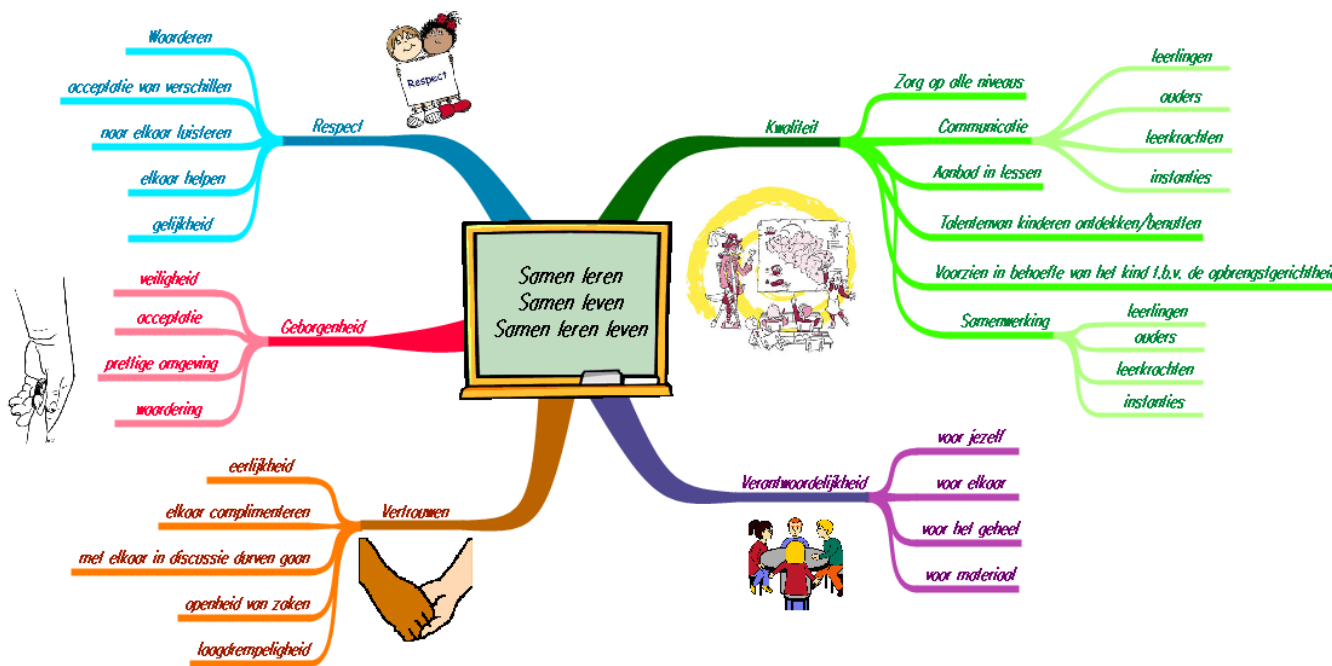 Samen leren
Samen leven
Samen leren leven
Respect
Respect
Waarderen
acceptatie van verschillen
naar elkaar luisteren
elkaar helpen
gelijkheid
Geborgenheid
veiligheid
acceptatie
prettige omgeving
waardering
Vertrouwen
eerlijkheid
elkaar complimenteren
met elkaar in discussie durven gaan
openheid van zaken
laagdrempeligheid
Kwaliteit
Zorg op alle niveaus
Communicatie
leerlingen
ouders
leerkrachten
instanties
Aanbod in lessen
Talentenvan kinderen ontdekken/benutten
Voorzien in behoefte van het kind t.b.v. de opbrengstgerichtheid
Samenwerking
leerlingen
ouders
leerkrachten
instanties
Verantwoordelijkheid
voor jezelf
voor elkaar
voor het geheel
voor materiaal